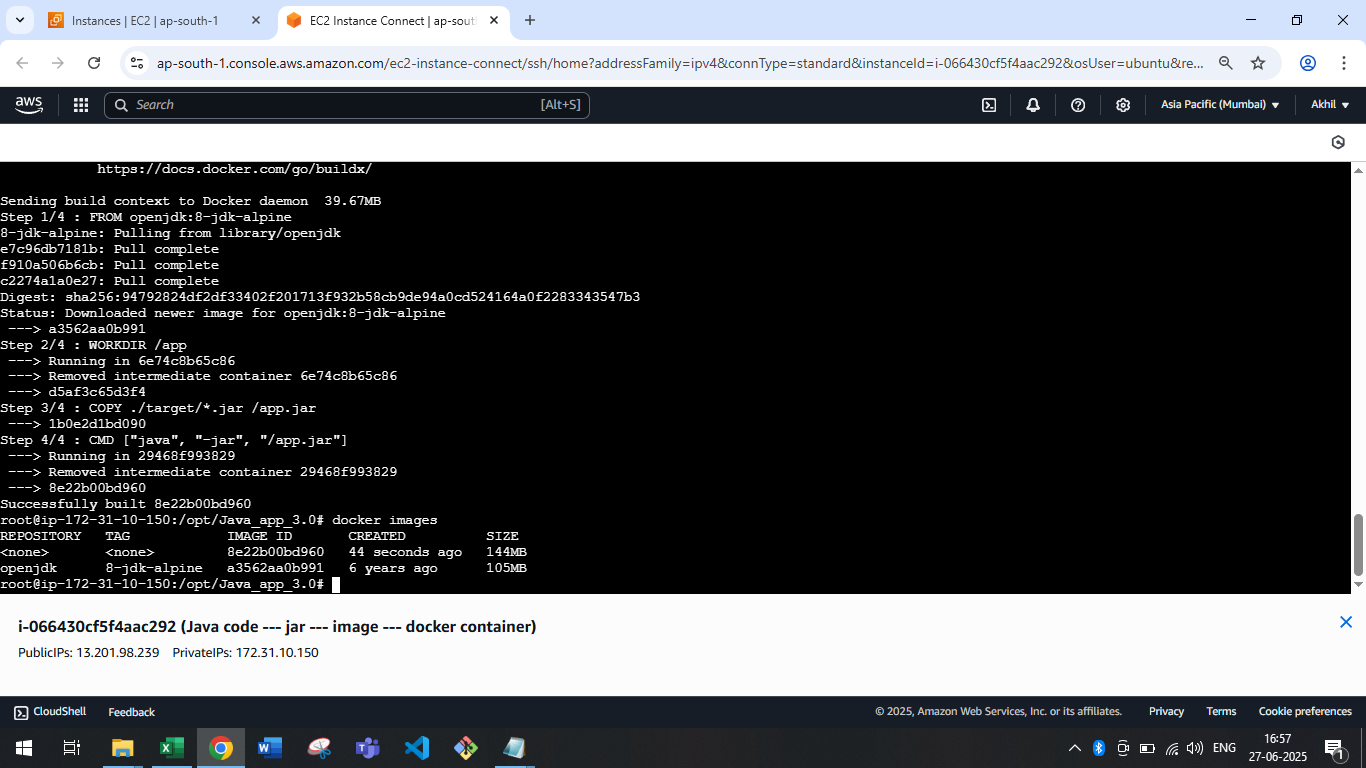 Instances | EC2 | ap-south-1
EC2 Instance Connect | ap-sout
ap-south-1.console.aws.amazon.com/ec2-instance-connect/ssh/home?addressFamily=ipv4&connType=standard&instanceId=i-066430cf5f4aac292&osUser=ubuntu&re...
aws
Search
[Alt+S]
Asia Pacific (Mumbai)
Akhil
https://docs.docker.com/go/buildx/
Sending build context to Docker daemon  39.67MB
Step 1/4 : FROM openjdk:8-jdk-alpine
8-jdk-alpine: Pulling from library/openjdk
e7c96db7181b: Pull complete
f910a506b6cb: Pull complete
c2274a1a0e27: Pull complete
Digest: sha256:94792824df2df33402f201713f932b58cb9de94a0cd524164a0f2283343547b3
Status: Downloaded newer image for openjdk:8-jdk-alpine
 ---> a3562aa0b991
Step 2/4 : WORKDIR /app
 ---> Running in 6e74c8b65c86
 ---> Removed intermediate container 6e74c8b65c86
 ---> d5af3c65d3f4
Step 3/4 : COPY ./target/*.jar /app.jar
 ---> 1b0e2d1bd090
Step 4/4 : CMD ["java", "-jar", "/app.jar"]
 ---> Running in 29468f993829
 ---> Removed intermediate container 29468f993829
 ---> 8e22b00bd960
Successfully built 8e22b00bd960
root@ip-172-31-10-150:/opt/Java_app_3.0# docker images
REPOSITORY   TAG            IMAGE ID       CREATED          SIZE
<none>       <none>         8e22b00bd960   44 seconds ago   144MB
openjdk      8-jdk-alpine   a3562aa0b991   6 years ago      105MB
root@ip-172-31-10-150:/opt/Java_app_3.0#
i-066430cf5f4aac292 (Java code --- jar --- image --- docker container)
PublicIPs: 13.201.98.239    PrivateIPs: 172.31.10.150
CloudShell
Feedback
© 2025, Amazon Web Services, Inc. or its affiliates.
Privacy
Terms
Cookie preferences
ENG
16:57
27-06-2025
1